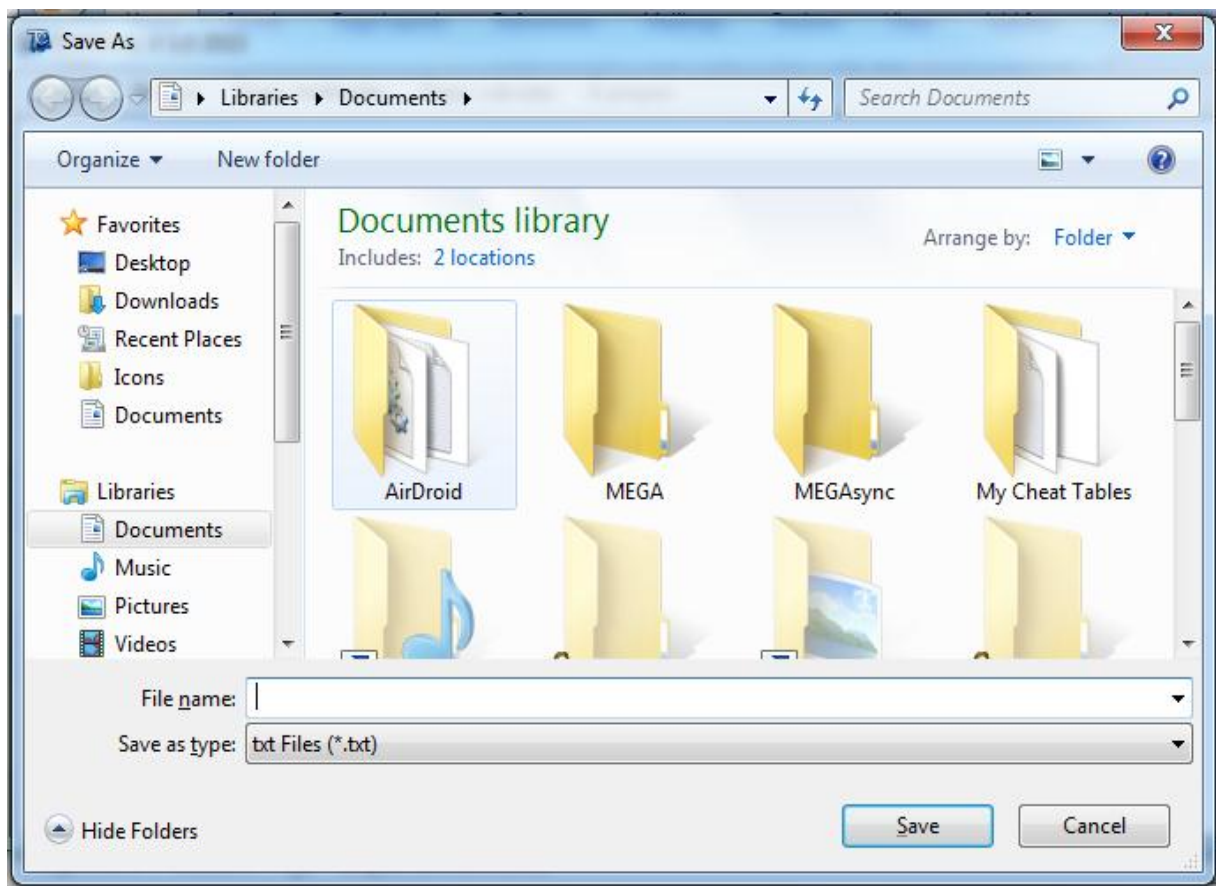 Save As
Libraries Documents
Search Documents
Organize
New folder
Favorites
Desktop
Downloads
Recent Places
Icons
Documents
Libraries
Documents
Music
Pictures
Videos
Documents library
Includes: 2 locations
Arrange by: Folder
AirDroid
MEGA
MEGAsync
My Cheat Tables
File name:
Save as type: txt Files (*.txt)
Hide Folders
Save
Cancel